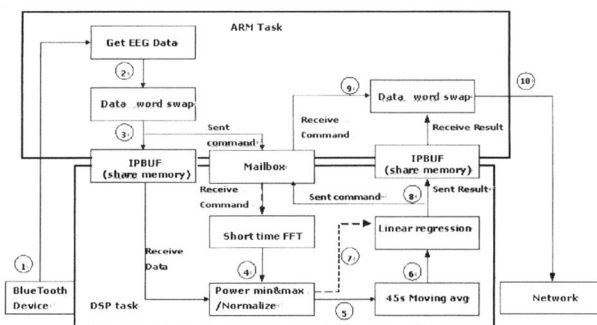 ARM Task
Get EEG Data
2
Data word swap
3
Sent
command
IPBUF
(share memory)
Mailbox
Receive
Command
9
Data word swap
10
Receive Result
IPBUF
(share memory)
Receive
Command
Sent command
8
Sent Result
Short time FFT
Linear regression
Receive
Data
4
7
6
1
BlueTooth
Device
DSP task
Power min&max
/Normalize
5
45s Moving avg
Network